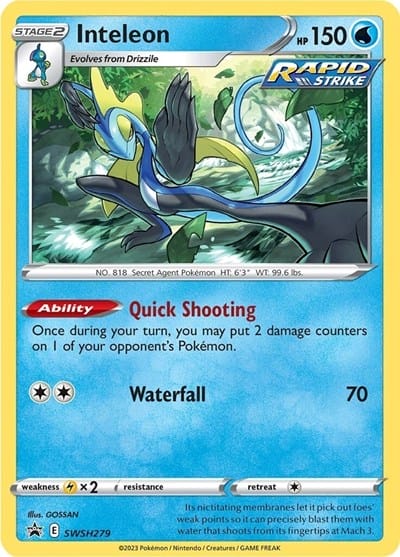 STAGE 2 Inteleon HP 150
Evolves from Drizzile
RAPID
STRIKE
NO. 818 Secret Agent Pokémon HT: 6'3" WT: 99.6 lbs.
Ability Quick Shooting
Once during your turn, you may put 2 damage counters
on 1 of your opponent's Pokémon.
Waterfall 70
weakness ×2 resistance retreat
Illus. GOSSAN
E SWSH279
Its nictitating membranes let it pick out foes'
weak points so it can precisely blast them with
water that shoots from its fingertips at Mach 3.
©2023 Pokémon / Nintendo / Creatures / GAME FREAK